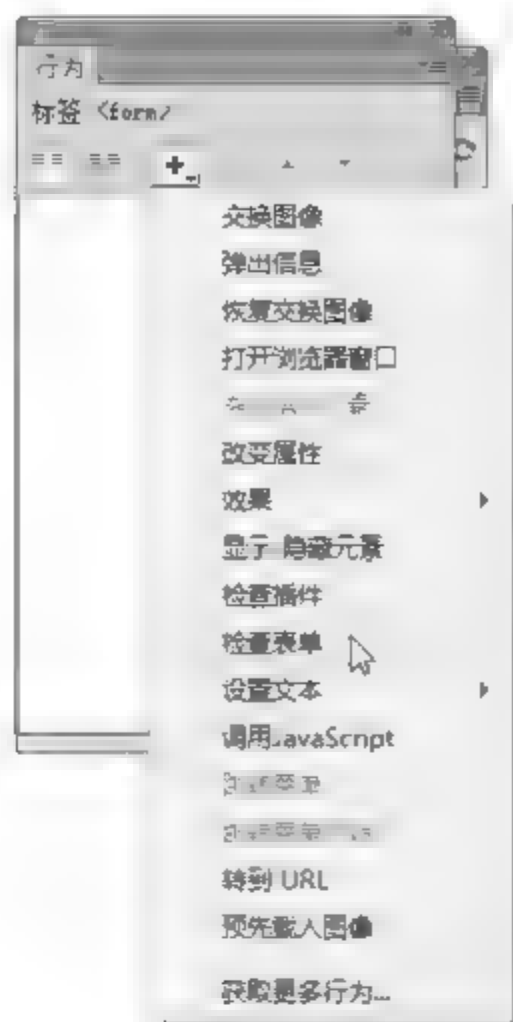 行为
标签 <form>
交换图像
弹出信息
恢复交换图像
打开浏览器窗口
改变属性
效果
显示-隐藏元素
检查插件
检查表单
设置文本
调用JavaScript
转到 URL
预先载入图像
获取更多行为...